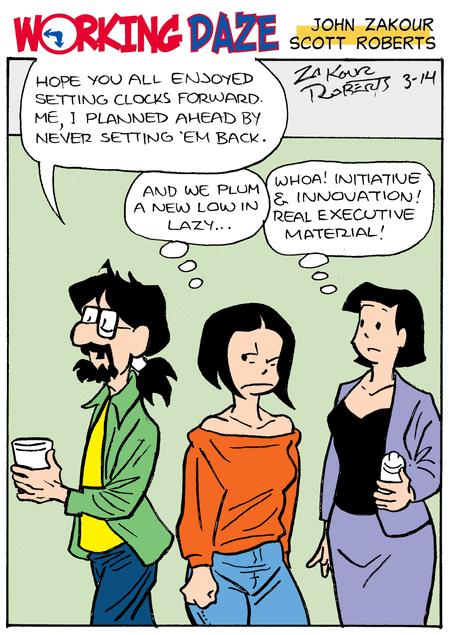 WORKING DAZE
JOHN ZAKOUR
SCOTT ROBERTS
ZAKOUR
ROBERTS 3-14
HOPE YOU ALL ENJOYED
SETTING CLOCKS FORWARD.
ME, I PLANNED AHEAD BY
NEVER SETTING 'EM BACK.
AND WE PLUM
A NEW LOW IN
LAZY...
WHOA! INITIATIVE
& INNOVATION!
REAL EXECUTIVE
MATERIAL!